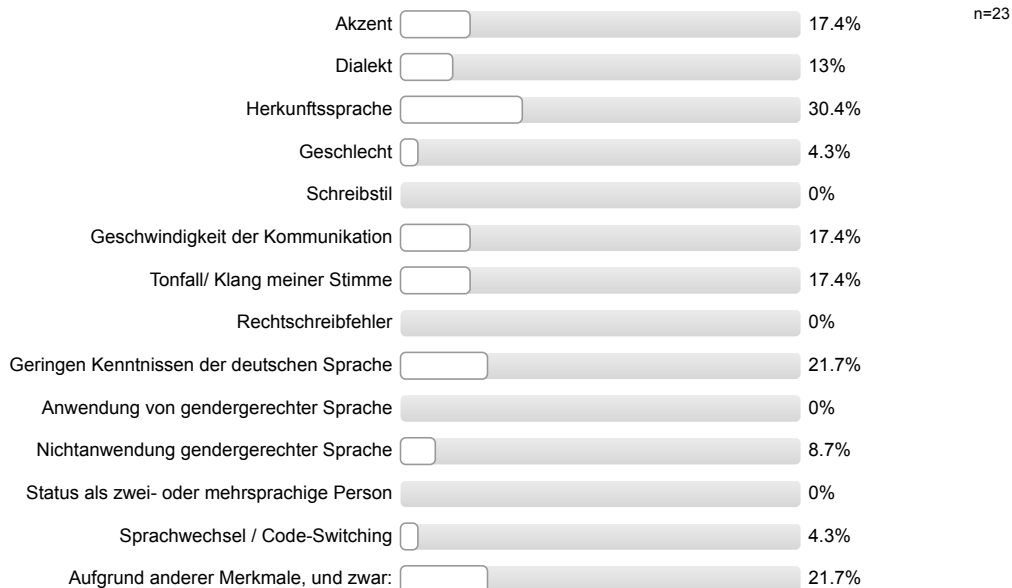 Akzent 17.4% n=23
Dialekt 13%
Herkunftssprache 30.4%
Geschlecht 4.3%
Schreibstil 0%
Geschwindigkeit der Kommunikation 17.4%
Tonfall/ Klang meiner Stimme 17.4%
Rechtschreibfehler 0%
Geringen Kenntnissen der deutschen Sprache 21.7%
Anwendung von gendergerechter Sprache 0%
Nichtanwendung gendergerechter Sprache 8.7%
Status als zwei- oder mehrsprachige Person 0%
Sprachwechsel / Code-Switching 4.3%
Aufgrund anderer Merkmale, und zwar: 21.7%